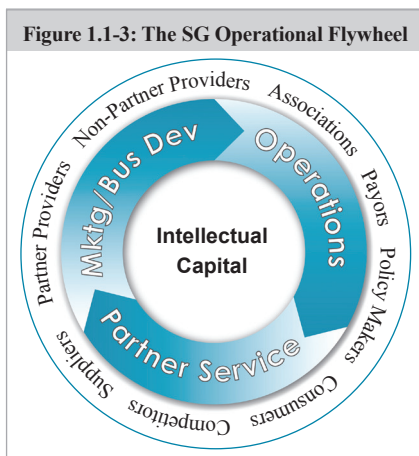 Figure 1.1-3: The SG Operational Flywheel
Non-Partner Providers
Associations
Payors
Policy Makers
Consumers
Competitors
Suppliers
Partner Providers
Mktg/Bus Dev
Operations
Partner Service
Intellectual
Capital